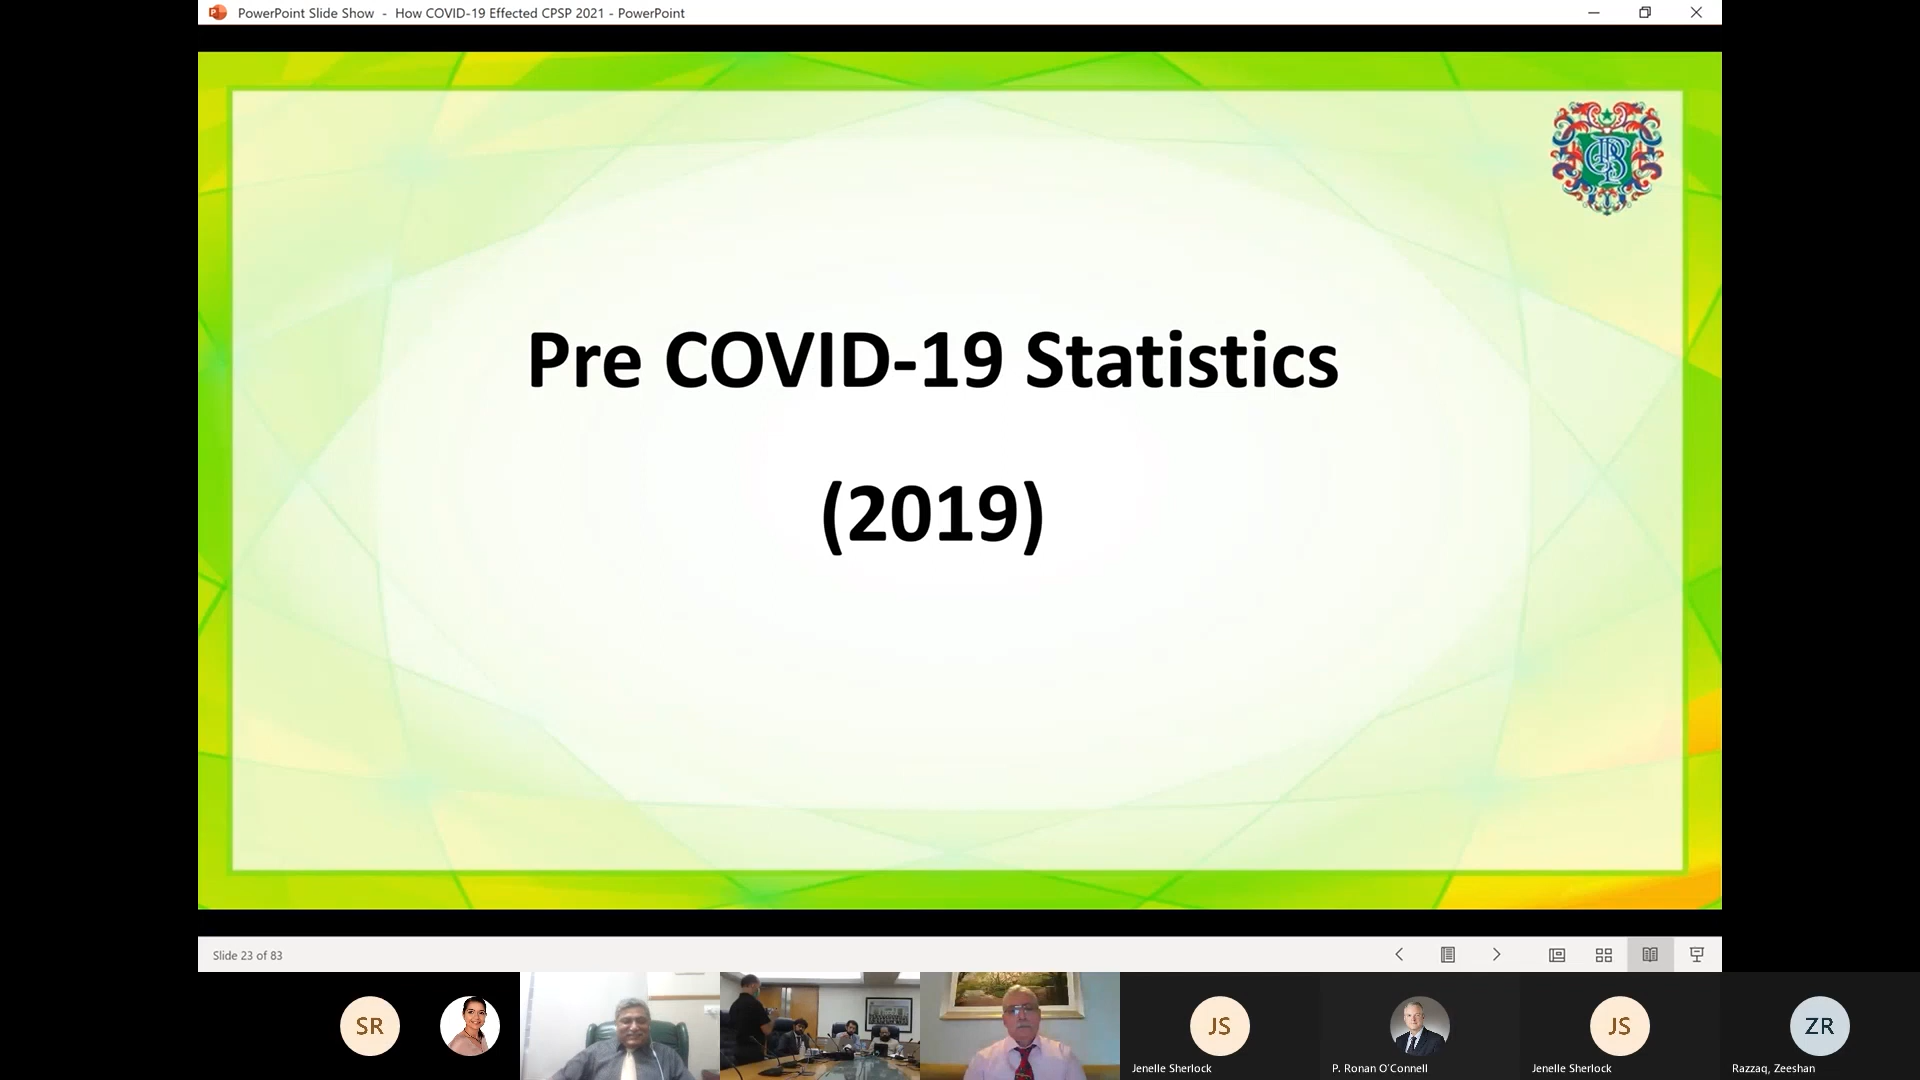 PowerPoint Slide Show - How COVID-19 Effected CPSP 2021 - PowerPoint
Pre COVID-19 Statistics
(2019)
Slide 23 of 83
SR
JS
JS
ZR
Jenelle Sherlock
P. Ronan O'Connell
Jenelle Sherlock
Razzaq, Zeeshan